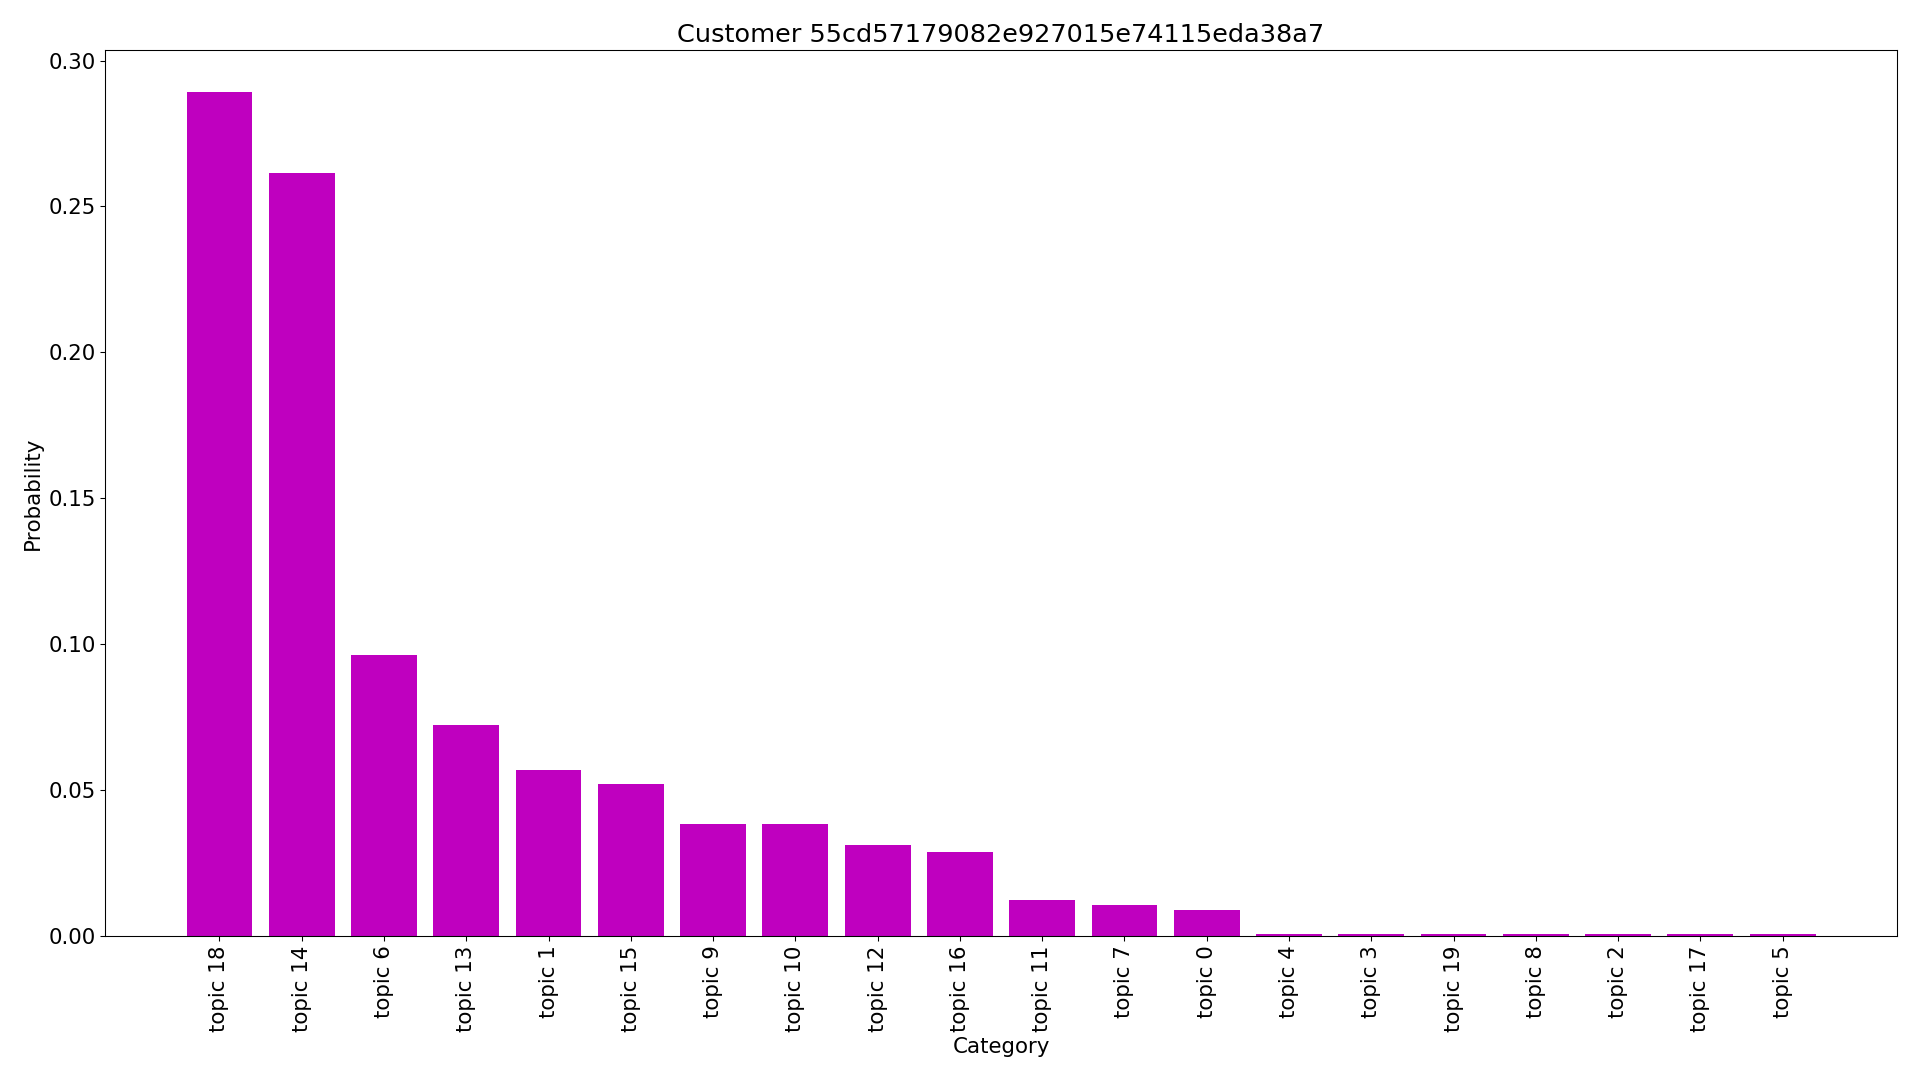 Customer 55cd57179082e927015e74115eda38a7
Probability
0.30
0.25
0.20
0.15
0.10
0.05
0.00
topic 18
topic 14
topic 6
topic 13
topic 1
topic 15
topic 9
topic 10
topic 12
topic 16
topic 11
topic 7
topic 0
topic 4
topic 3
topic 19
topic 8
topic 2
topic 17
topic 5
Category